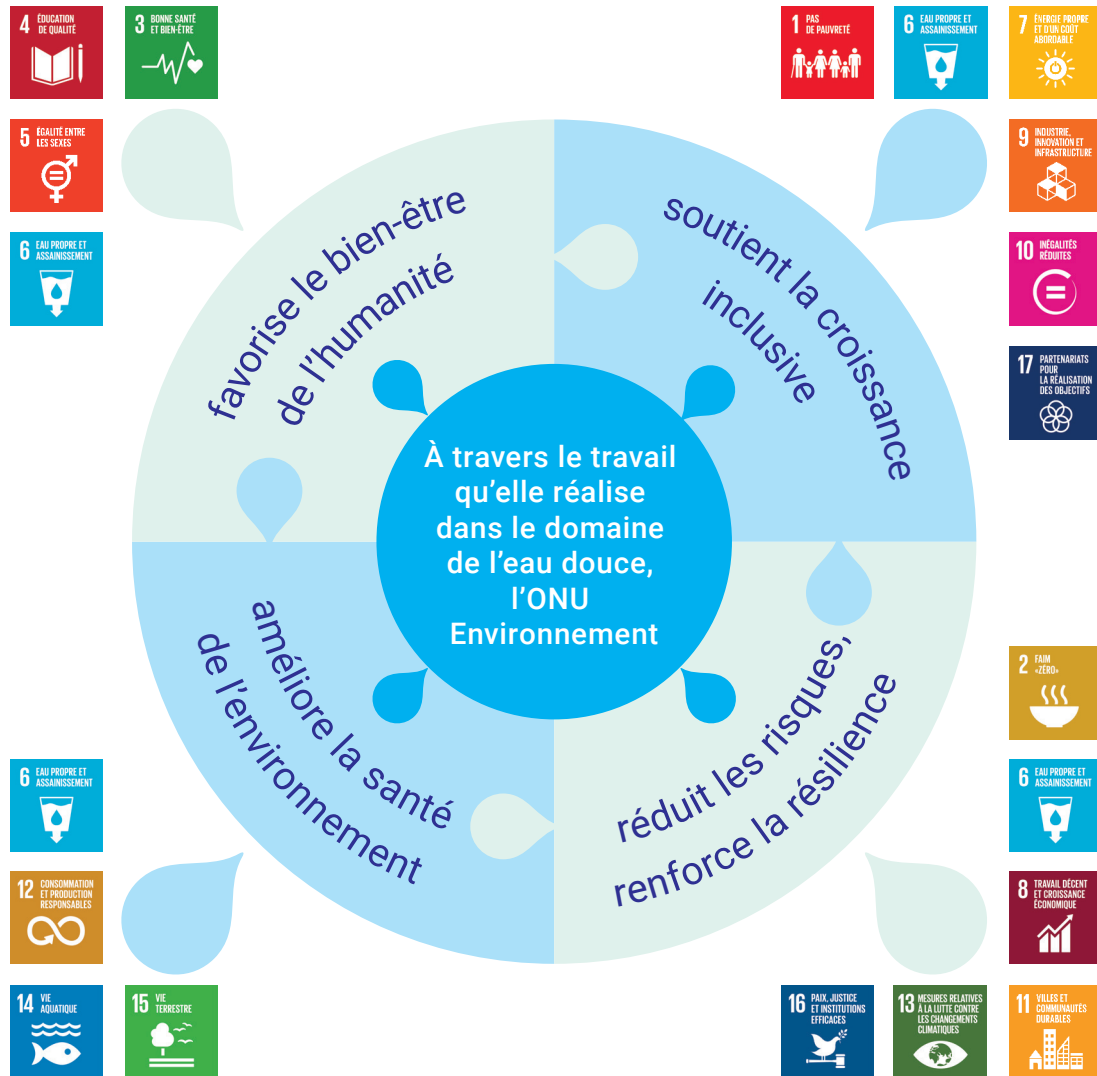 4 ÉDUCATION
DE QUALITÉ
3 BONNE SANTÉ
ET BIEN-ÊTRE
1 PAS
DE PAUVRETÉ
6 EAU PROPRE ET
ASSAINISSEMENT
7 ÉNERGIE PROPRE
ET D'UN COÛT
ABORDABLE
5 ÉGALITÉ ENTRE
LES SEXES
9 INDUSTRIE,
INNOVATION ET
INFRASTRUCTURE
6 EAU PROPRE ET
ASSAINISSEMENT
10 INÉGALITÉS
RÉDUITES
17 PARTENARIATS
POUR
LA RÉALISATION
DES OBJECTIFS
favorise le bien-être
de l'humanité
soutient la croissance
inclusive
À travers le travail
qu’elle réalise
dans le domaine
de l’eau douce,
l’ONU
Environnement
améliore la santé
de l'environnement
réduit les risques,
renforce la résilience
2 FAIM
«ZÉRO»
6 EAU PROPRE ET
ASSAINISSEMENT
6 EAU PROPRE ET
ASSAINISSEMENT
12 CONSOMMATION
ET PRODUCTION
RESPONSABLES
8 TRAVAIL DÉCENT
ET CROISSANCE
ÉCONOMIQUE
14 VIE
AQUATIQUE
15 VIE
TERRESTRE
16 PAIX, JUSTICE
ET INSTITUTIONS
EFFICACES
13 MESURES RELATIVES
À LA LUTTE CONTRE
LES CHANGEMENTS
CLIMATIQUES
11 VILLES ET
COMMUNAUTÉS
DURABLES